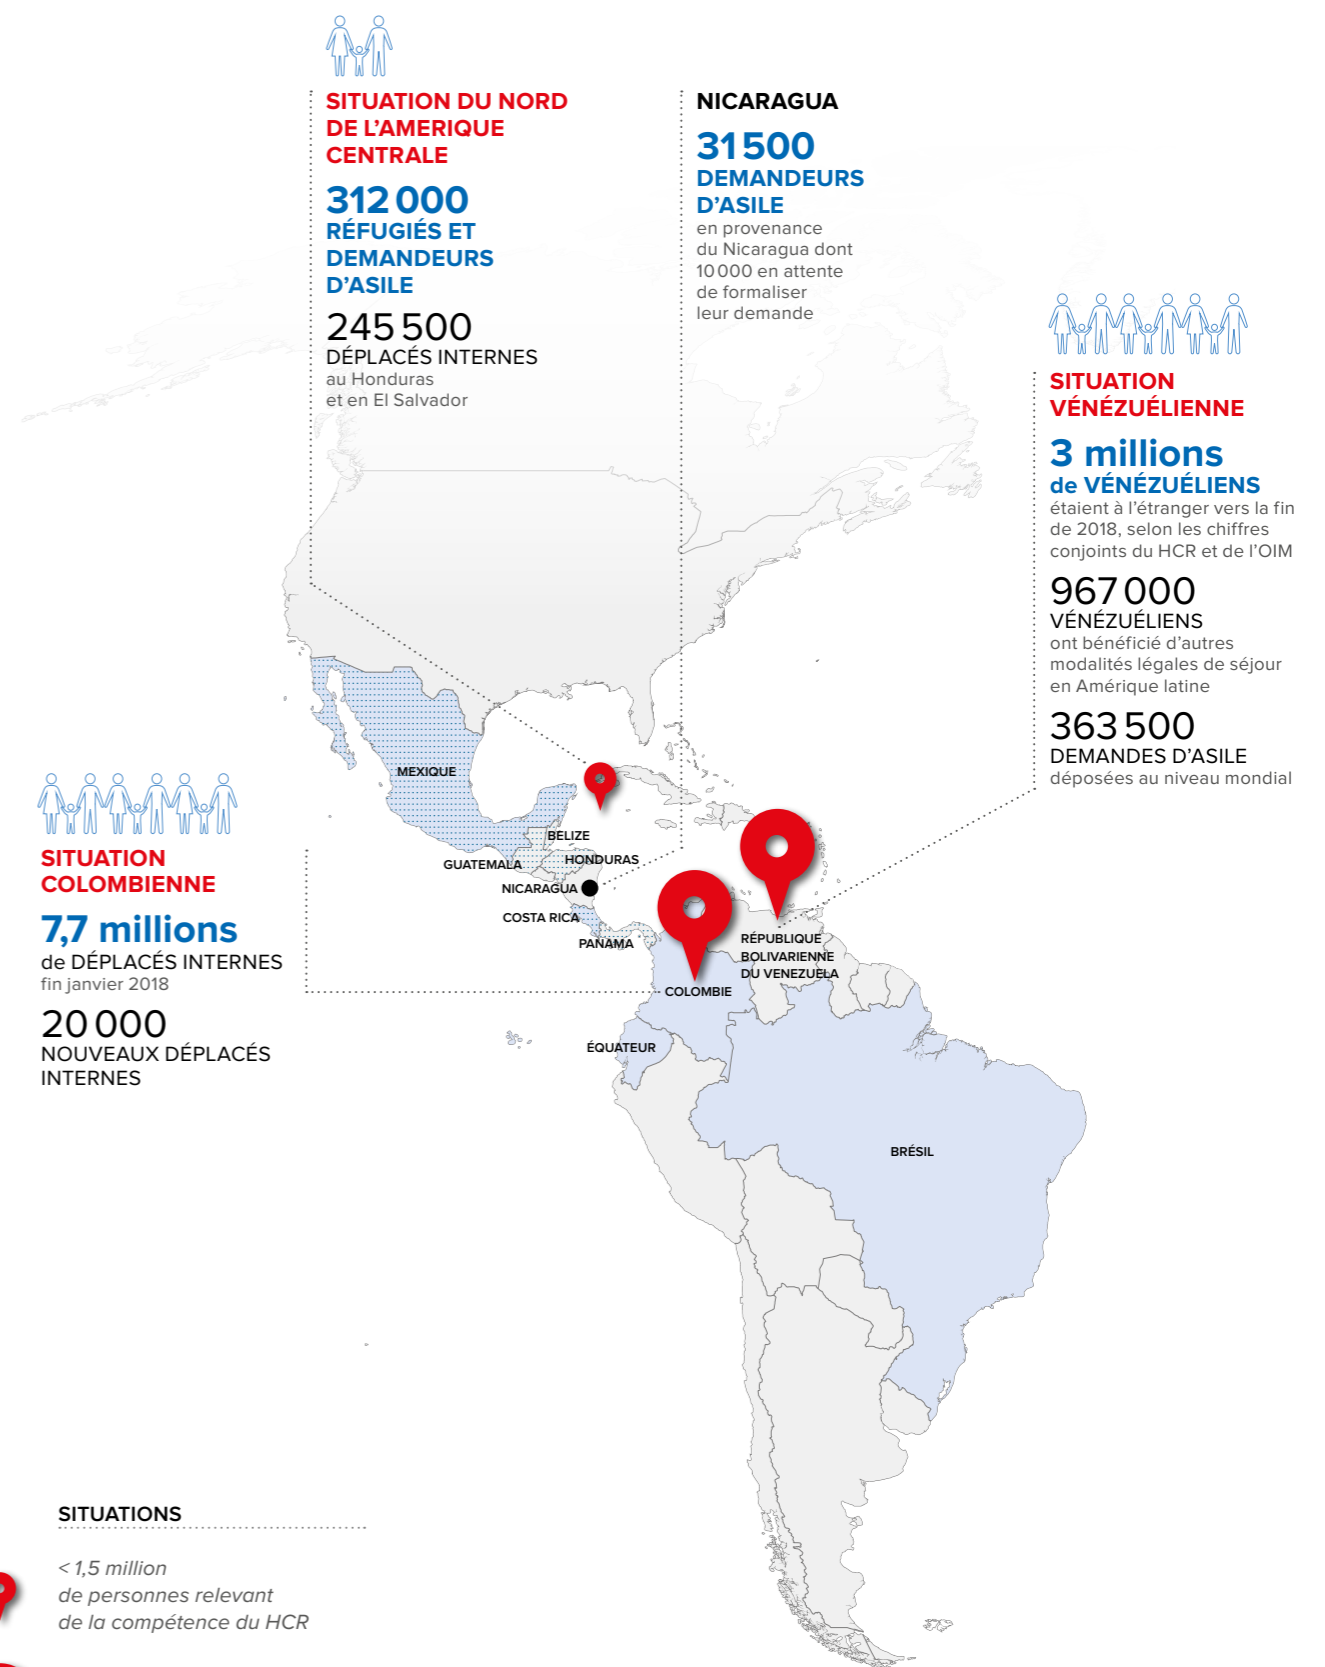 SITUATION DU NORD
DE L’AMERIQUE
CENTRALE
312 000
RÉFUGIÉS ET
DEMANDEURS
D’ASILE
245 500
DÉPLACÉS INTERNES
au Honduras
et en El Salvador
NICARAGUA
31 500
DEMANDEURS
D’ASILE
en provenance
du Nicaragua dont
10 000 en attente
de formaliser
leur demande
SITUATION
VÉNÉZUÉLIENNE
3 millions
de VÉNÉZUÉLIENS
étaient à l’étranger vers la fin
de 2018, selon les chiffres
conjoints du HCR et de l’OIM
967 000
VÉNÉZUÉLIENS
ont bénéficié d’autres
modalités légales de séjour
en Amérique latine
363 500
DEMANDES D’ASILE
déposées au niveau mondial
SITUATION
COLOMBIENNE
7,7 millions
de DÉPLACÉS INTERNES
fin janvier 2018
20 000
NOUVEAUX DÉPLACÉS
INTERNES
MEXIQUE
BELIZE
GUATEMALA
HONDURAS
NICARAGUA
COSTA RICA
PANAMA
RÉPUBLIQUE
BOLIVARIENNE
DU VENEZUELA
COLOMBIE
ÉQUATEUR
BRÉSIL
SITUATIONS
< 1,5 million
de personnes relevant
de la compétence du HCR